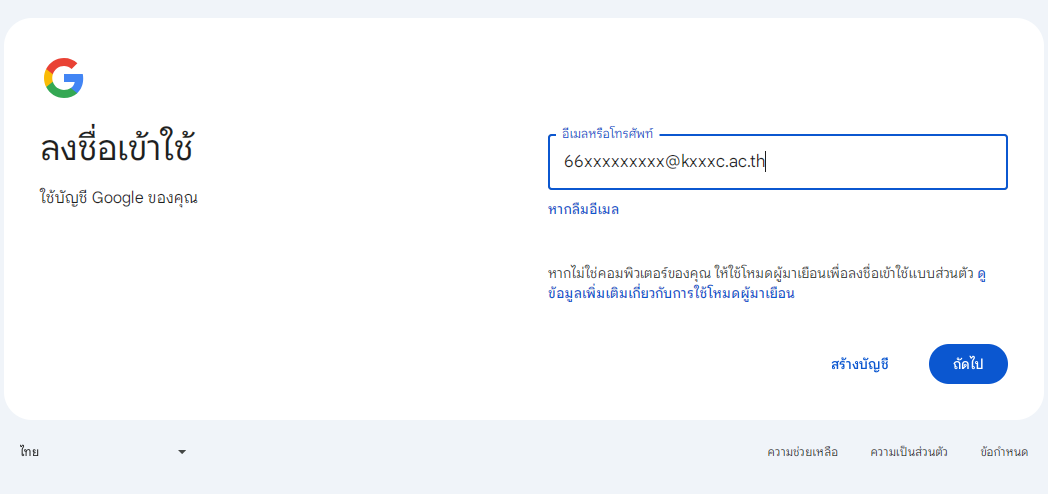 ลงชื่อเข้าใช้
ใช้บัญชี Google ของคุณ
อีเมลหรือโทรศัพท์
66xxxxxxxxx@kxxxc.ac.th
หากลืมอีเมล
หากไม่ใช่คอมพิวเตอร์ของคุณ ให้ใช้โหมดผู้มาเยือนเพื่อลงชื่อเข้าใช้แบบส่วนตัว ดู
ข้อมูลเพิ่มเติมเกี่ยวกับการใช้โหมดผู้มาเยือน
สร้างบัญชี
ถัดไป
ไทย
ความช่วยเหลือ
ความเป็นส่วนตัว
ข้อกำหนด